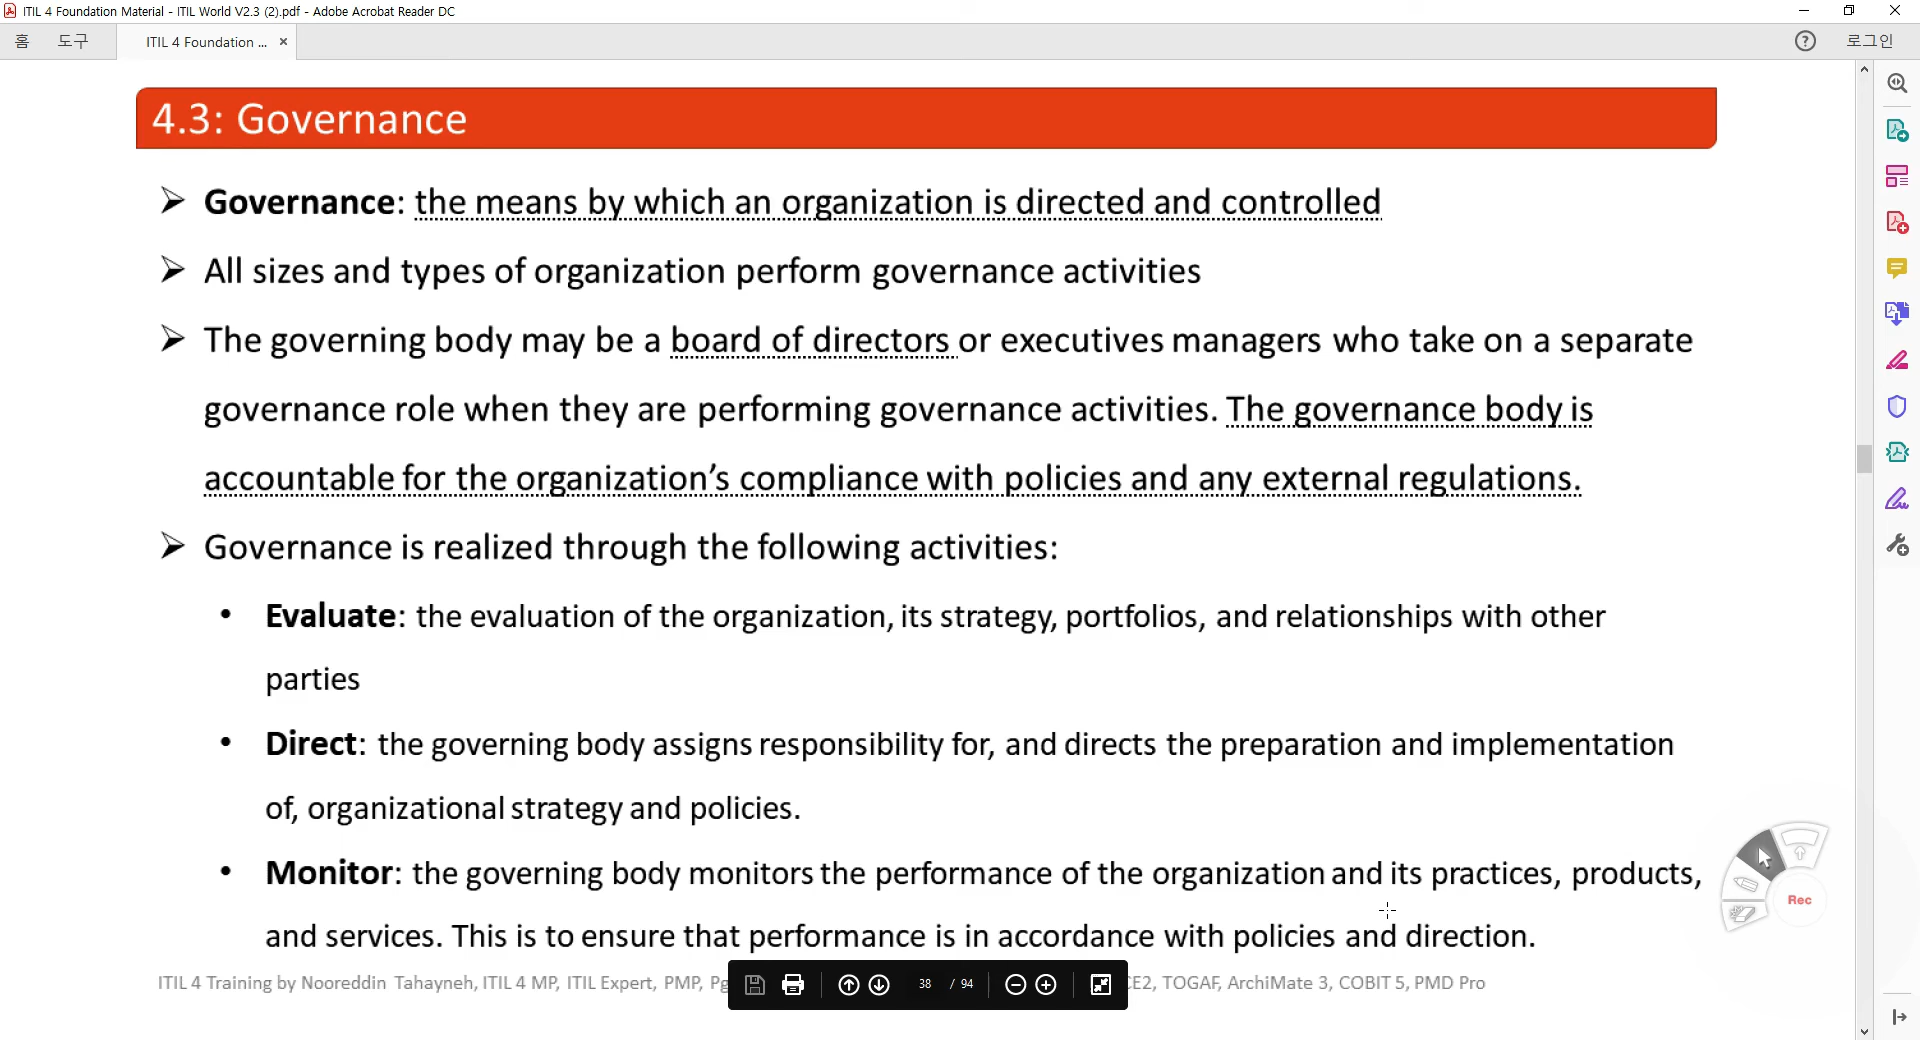 ITIL 4 Foundation Material - ITIL World V2.3 (2).pdf - Adobe Acrobat Reader DC
홈 도구 ITIL 4 Foundation ... × 로그인
4.3: Governance
➢ Governance: the means by which an organization is directed and controlled
➢ All sizes and types of organization perform governance activities
➢ The governing body may be a board of directors or executives managers who take on a separate
governance role when they are performing governance activities. The governance body is
accountable for the organization’s compliance with policies and any external regulations.
➢ Governance is realized through the following activities:
• Evaluate: the evaluation of the organization, its strategy, portfolios, and relationships with other
parties
• Direct: the governing body assigns responsibility for, and directs the preparation and implementation
of, organizational strategy and policies.
• Monitor: the governing body monitors the performance of the organization and its practices, products,
Rec
and services. This is to ensure that performance is in accordance with policies and direction.
ITIL 4 Training by Nooreddin Tahayneh, ITIL 4 MP, ITIL Expert, PMP, 38 / 94 TOGAF, ArchiMate 3, COBIT 5, PMD Pro